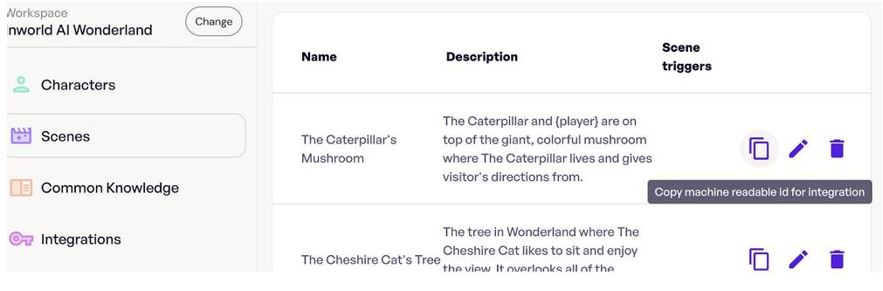 Workspace
Inworld AI Wonderland
Change
Characters
Scenes
Common Knowledge
Integrations
Name
Description
Scene
triggers
The Caterpillar's
Mushroom
The Caterpillar and {player} are on
top of the giant, colorful mushroom
where The Caterpillar lives and gives
visitor's directions from.
Copy machine readable id for integration
The Cheshire Cat's Tree
The tree in Wonderland where The
Cheshire Cat likes to sit and enjoy
the view. It overlooks all of the